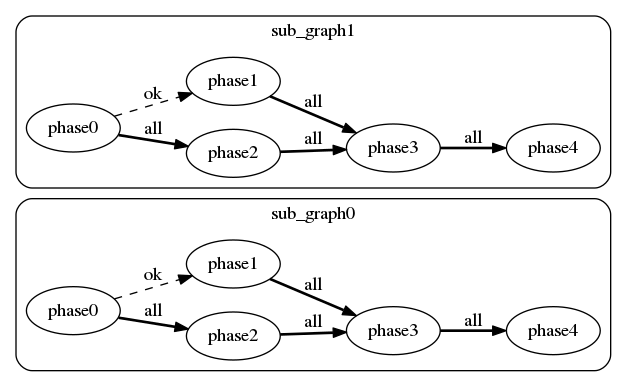 sub_graph1
phase0
ok
all
phase1
phase2
all
all
phase3
all
phase4
sub_graph0
phase0
ok
all
phase1
phase2
all
all
phase3
all
phase4